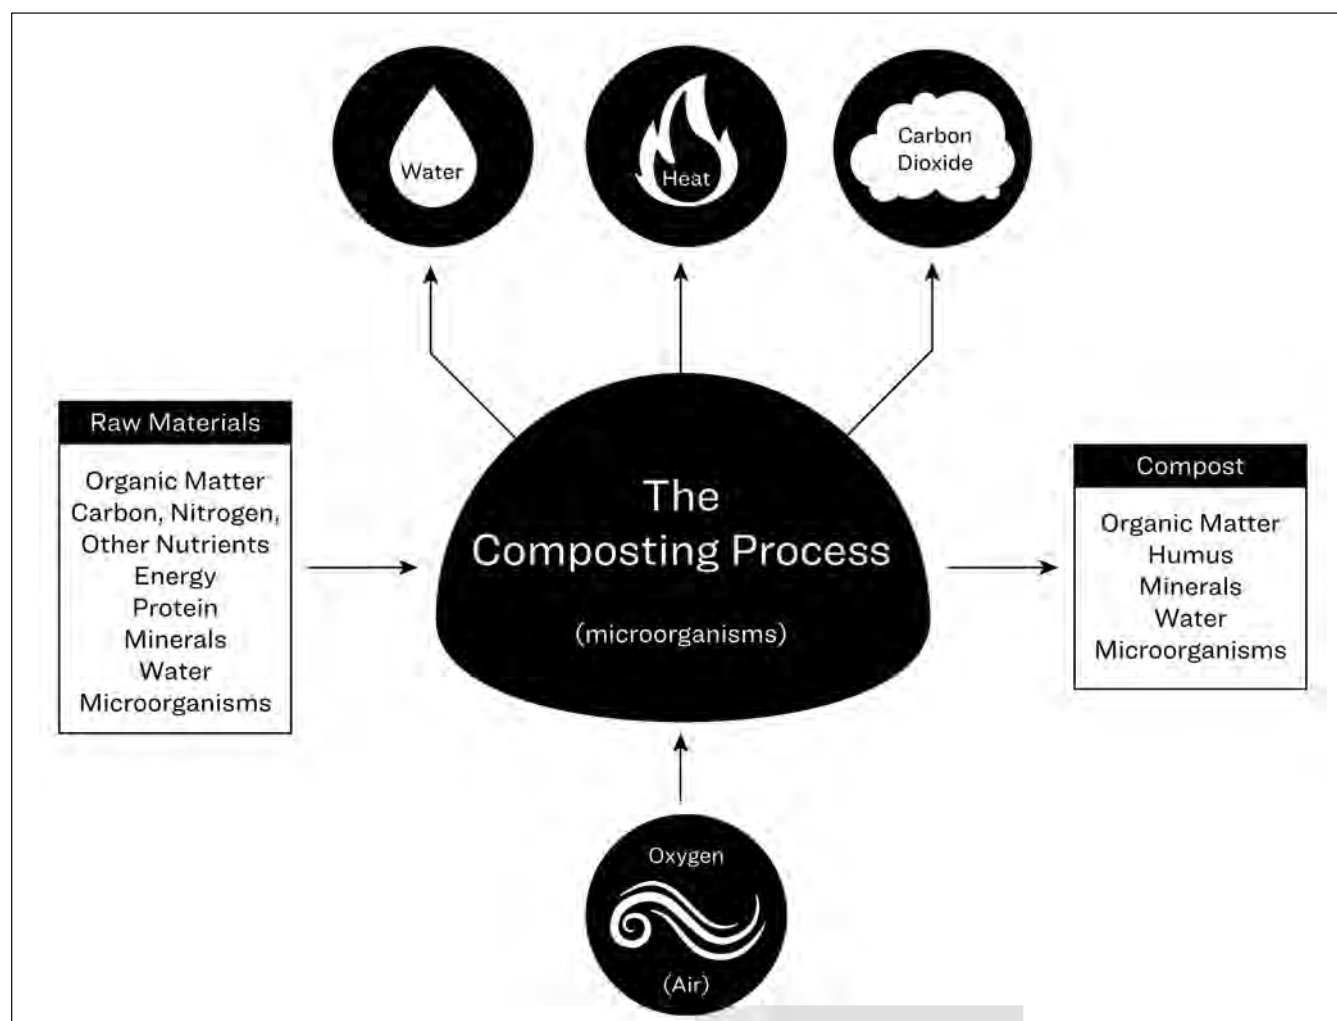 Water
Heat
Carbon
Dioxide
Raw Materials
Organic Matter
Carbon, Nitrogen,
Other Nutrients
Energy
Protein
Minerals
Water
Microorganisms
The
Composting Process
(microorganisms)
Compost
Organic Matter
Humus
Minerals
Water
Microorganisms
Oxygen
(Air)